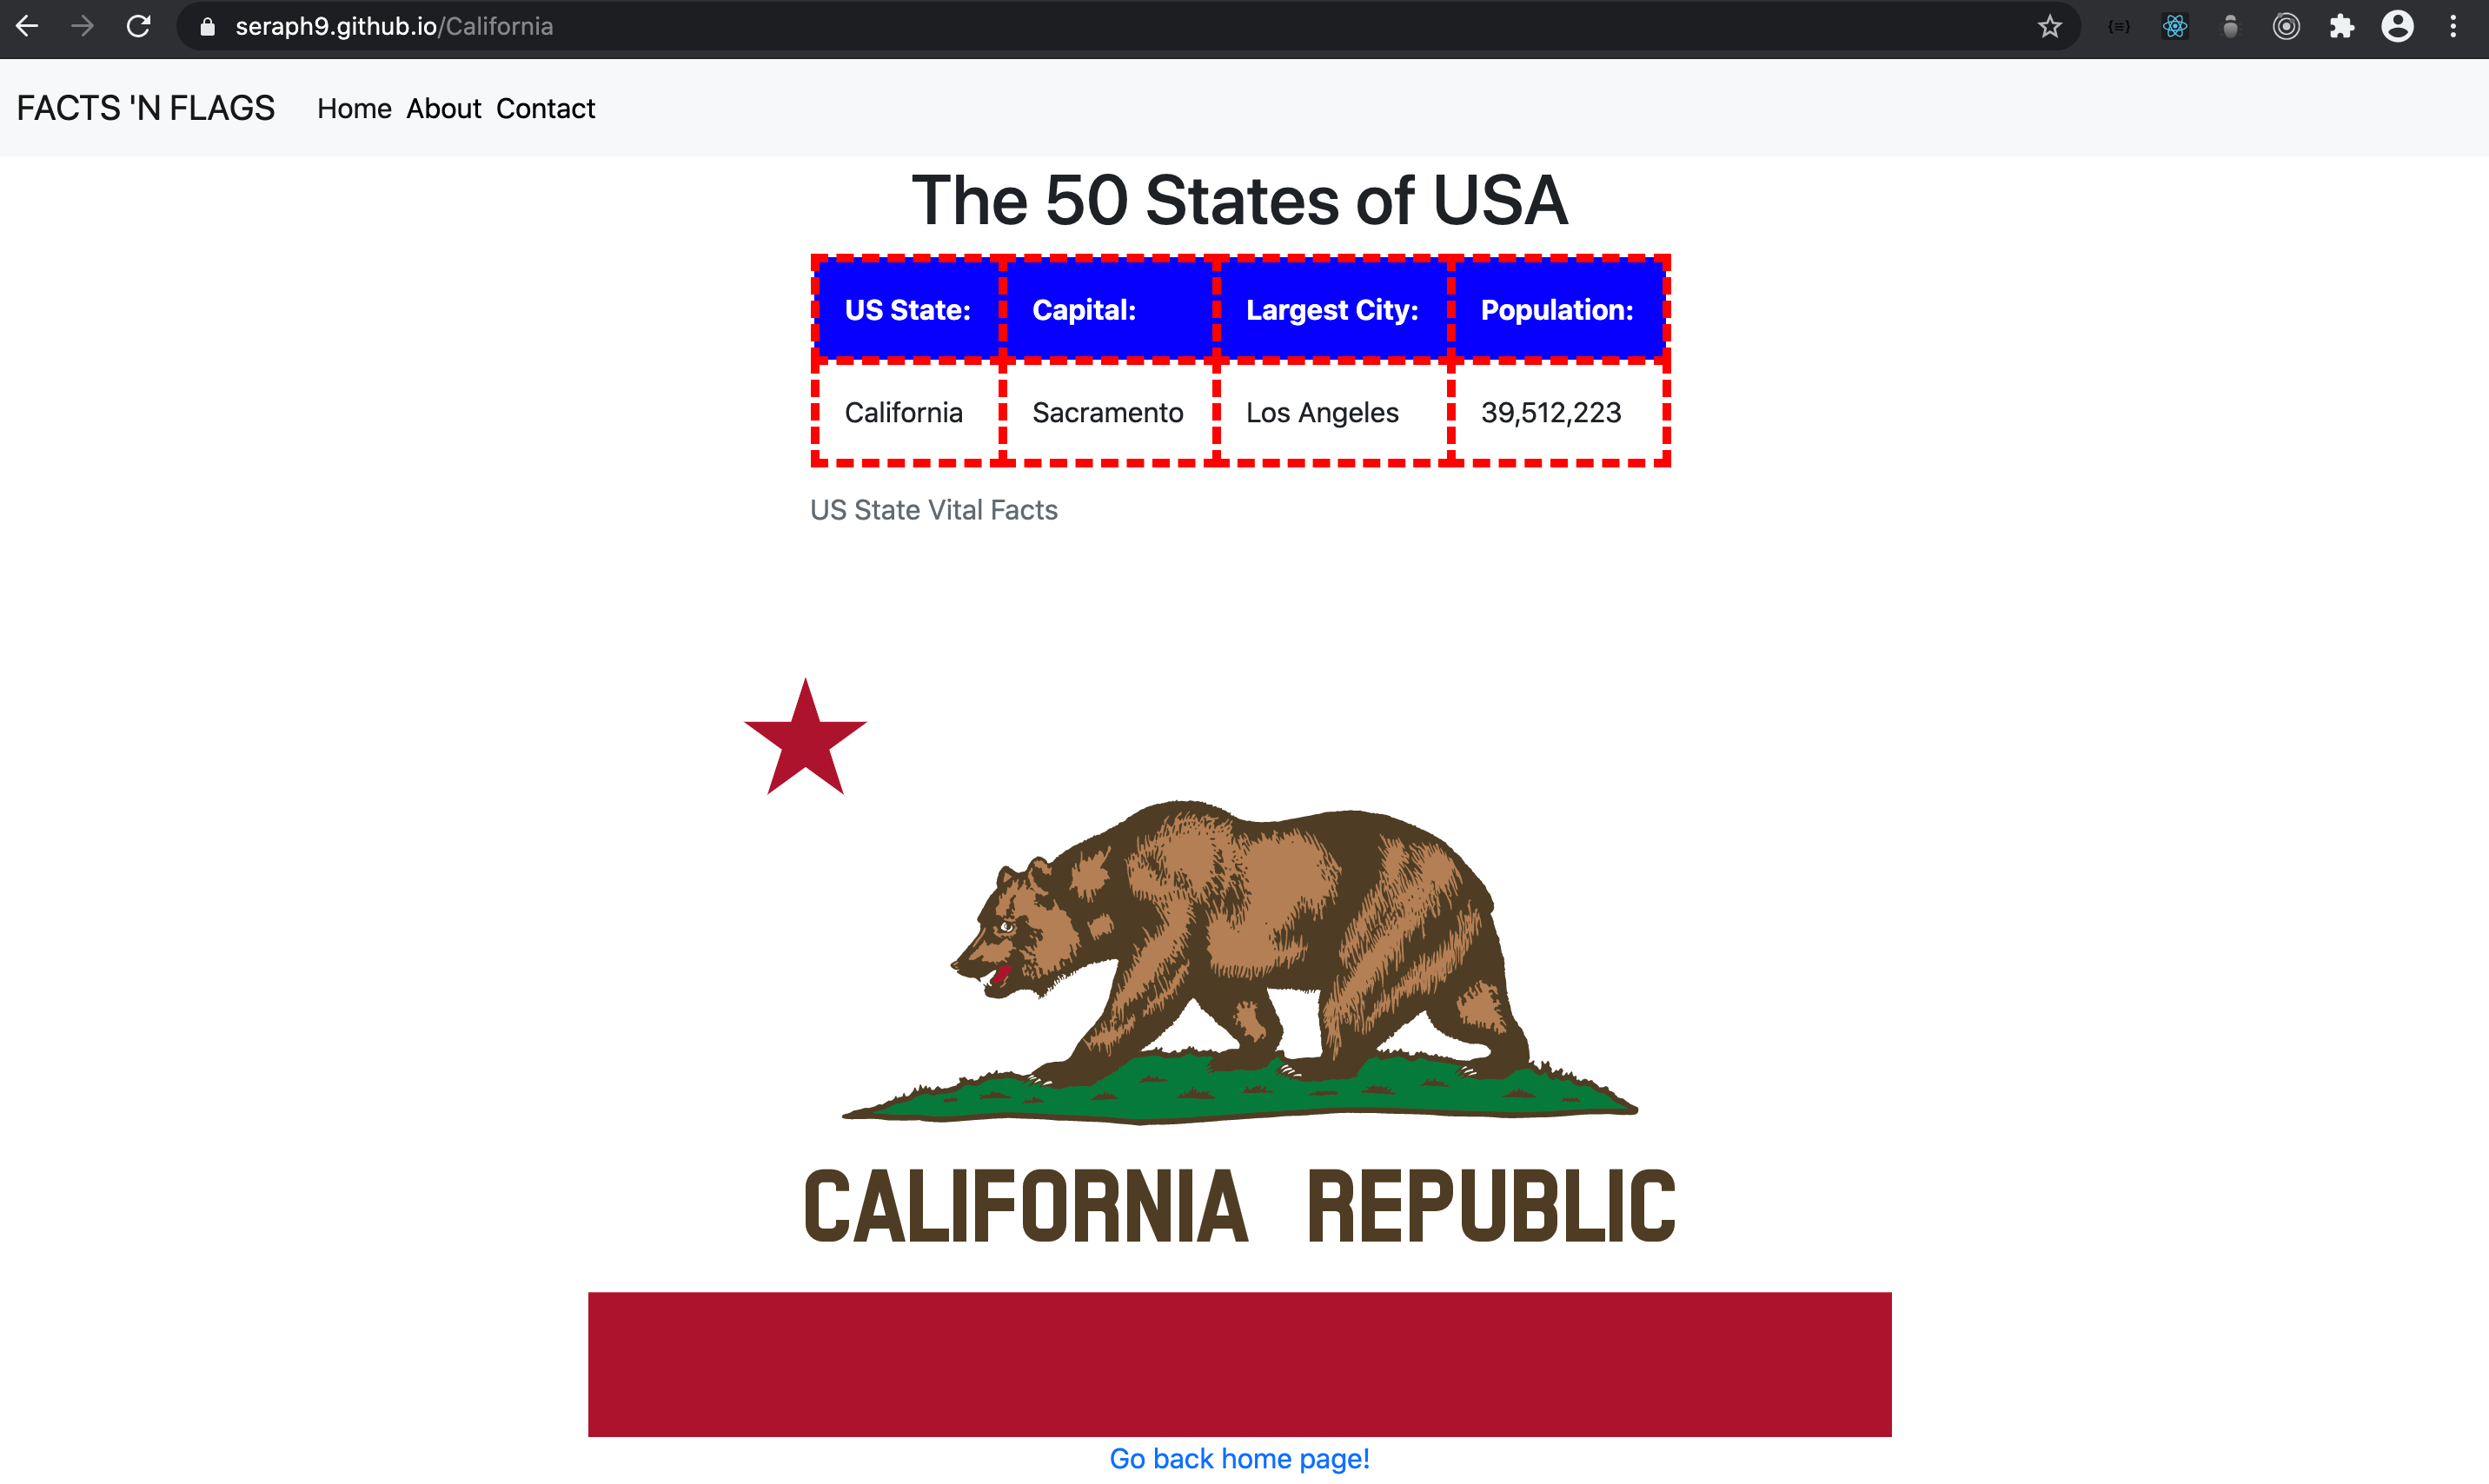 seraph9.github.io/California
FACTS 'N FLAGS Home About Contact
The 50 States of USA
US State: Capital: Largest City: Population:
California Sacramento Los Angeles 39,512,223
US State Vital Facts
CALIFORNIA REPUBLIC
Go back home page!